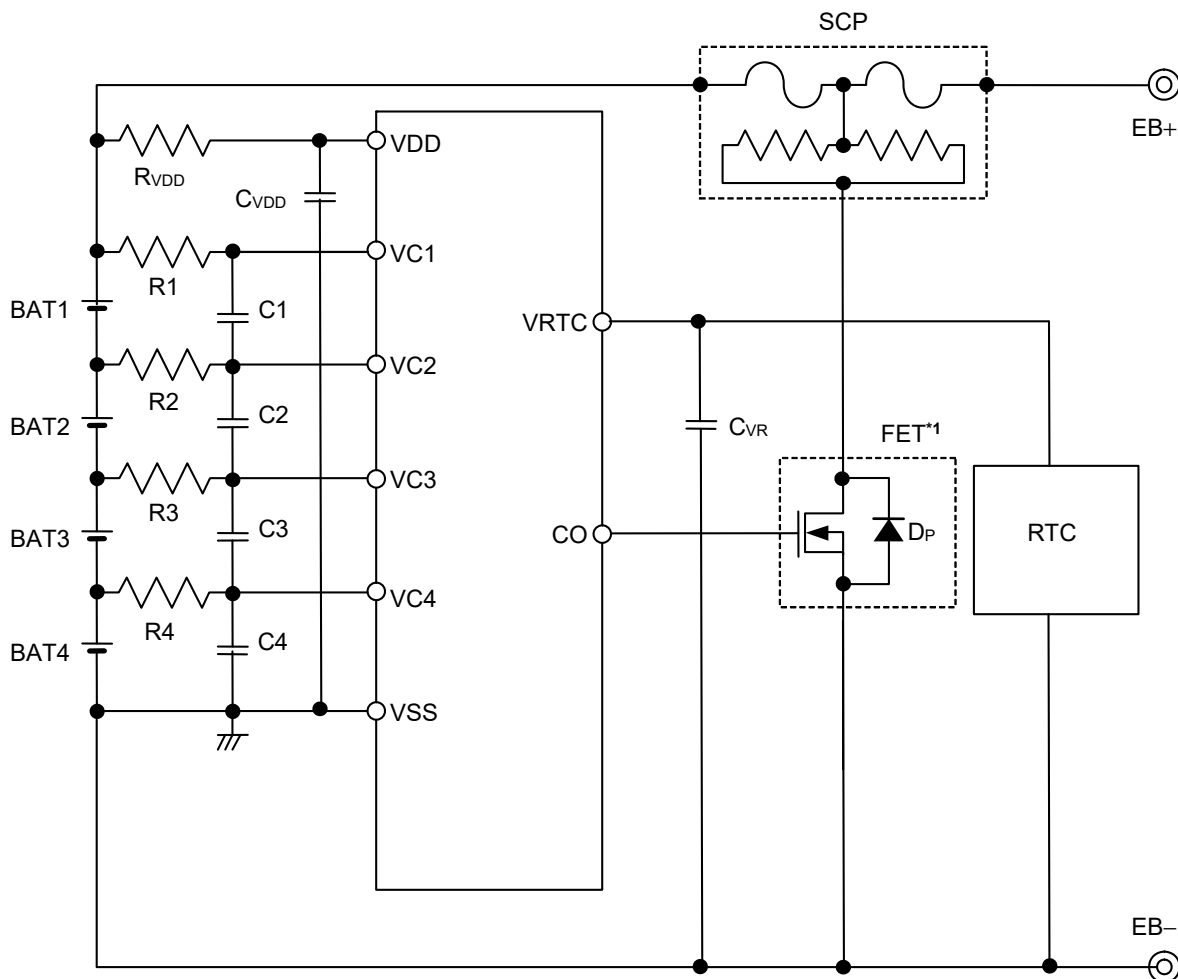 SCP
EB+
VDD
RVDD
CVDD
VC1
R1
BAT1
C1
VRTC
VC2
R2
C2
BAT2
CVR
FET*1
VC3
R3
C3
BAT3
CO
DP
RTC
VC4
R4
C4
BAT4
VSS
EB−